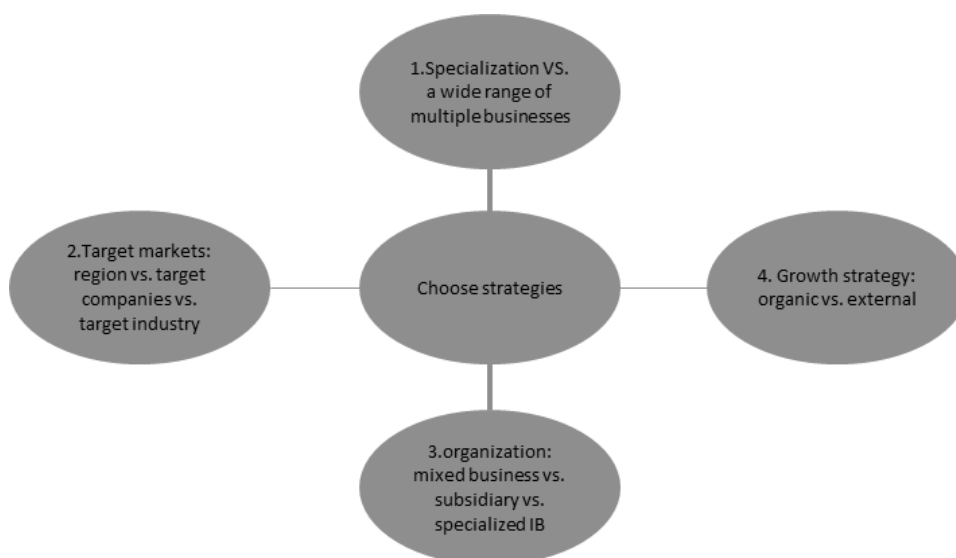 1.Specialization VS.
a wide range of
multiple businesses
2.Target markets:
region vs. target
companies vs.
target industry
Choose strategies
4. Growth strategy:
organic vs. external
3.organization:
mixed business vs.
subsidiary vs.
specialized IB